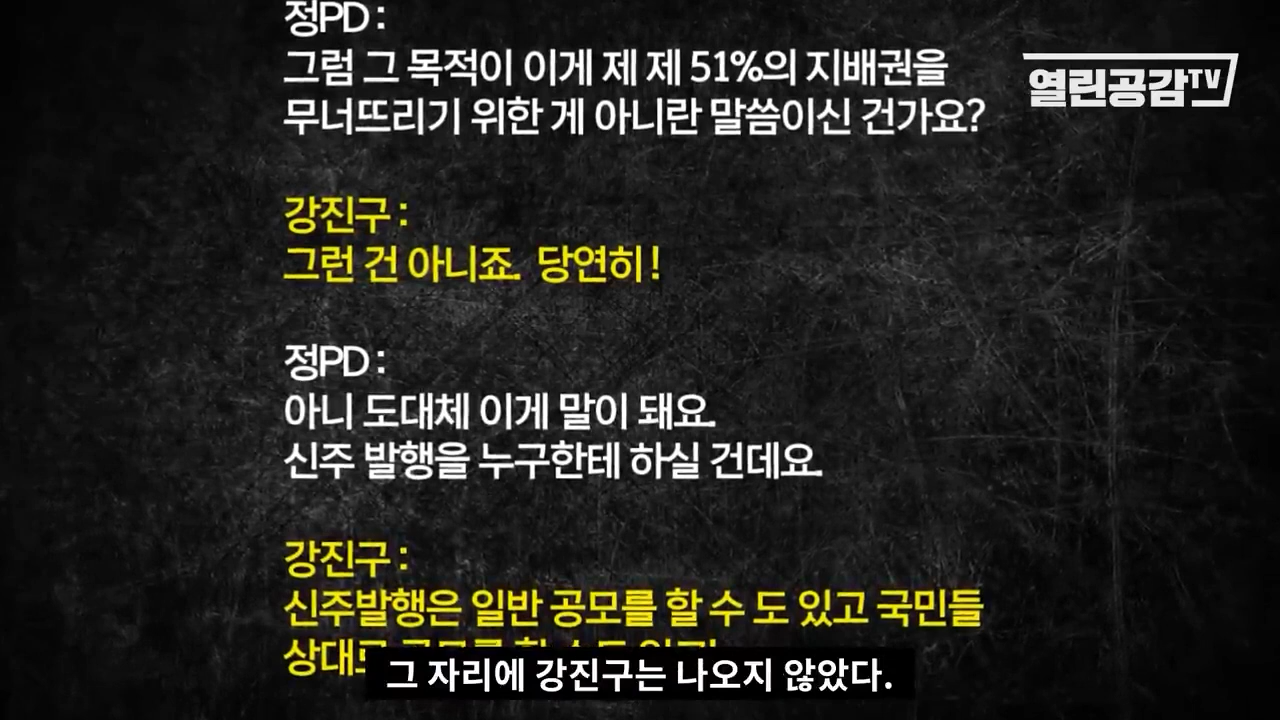 정PD :
그럼 그 목적이 이게 제 제 51%의 지배권을
무너뜨리기 위한 게 아니란 말씀이신 건가요?
열린공감TV
강진구 :
그런 건 아니죠. 당연히 !
정PD :
아니 도대체 이게 말이 돼요.
신주 발행을 누구한테 하실 건데요.
강진구 :
신주발행은 일반 공모를 할 수 도 있고 국민들
그 자리에 강진구는 나오지 않았다.